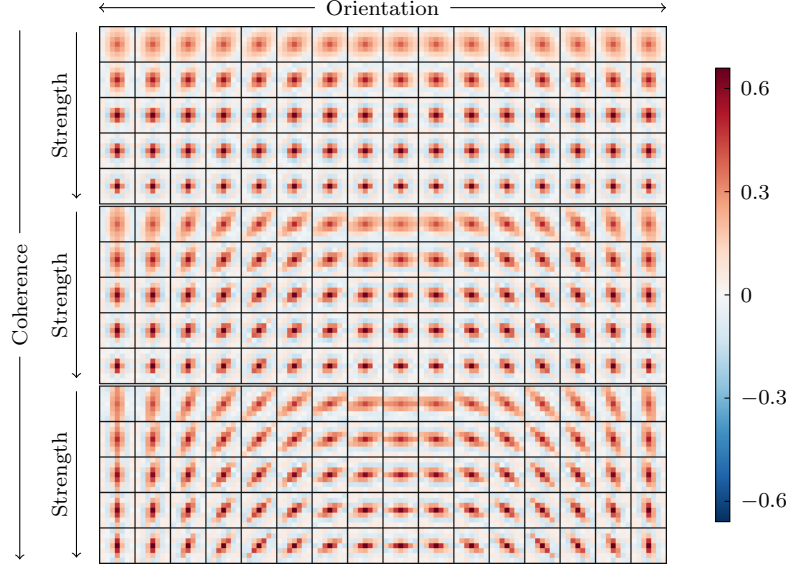 Orientation
Coherence
Strength
Strength
Strength
0.6
0.3
0
−0.3
−0.6